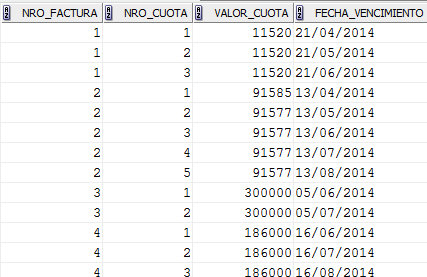 NRO_FACTURA NRO_CUOTA VALOR_CUOTA FECHA_VENCIMIENTO
1 1 11520 21/04/2014
1 2 11520 21/05/2014
1 3 11520 21/06/2014
2 1 91585 13/04/2014
2 2 91577 13/05/2014
2 3 91577 13/06/2014
2 4 91577 13/07/2014
2 5 91577 13/08/2014
3 1 300000 05/06/2014
3 2 300000 05/07/2014
4 1 186000 16/06/2014
4 2 186000 16/07/2014
4 3 186000 16/08/2014